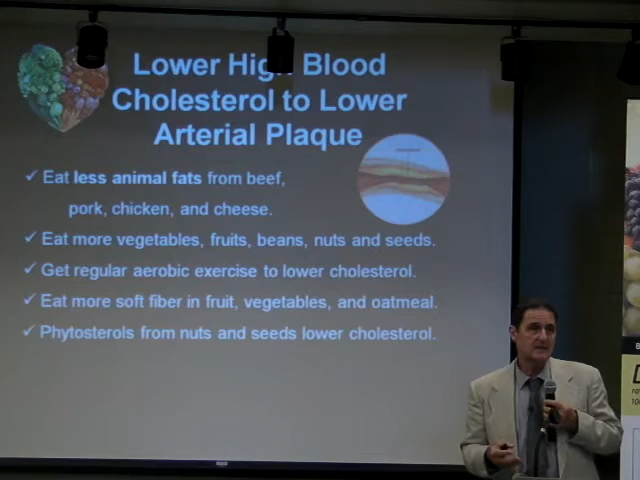 Lower High Blood
Cholesterol to Lower
Arterial Plaque
✓ Eat less animal fats from beef,
pork, chicken, and cheese.
✓ Eat more vegetables, fruits, beans, nuts and seeds.
✓ Get regular aerobic exercise to lower cholesterol.
✓ Eat more soft fiber in fruit, vegetables, and oatmeal.
✓ Phytosterols from nuts and seeds lower cholesterol.